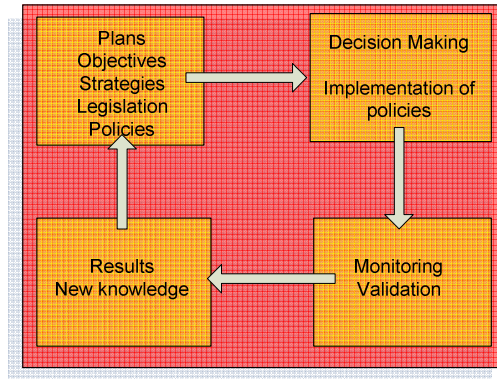 Plans
Objectives
Strategies
Legislation
Policies
Decision Making
Implementation of
policies
Results
New knowledge
Monitoring
Validation